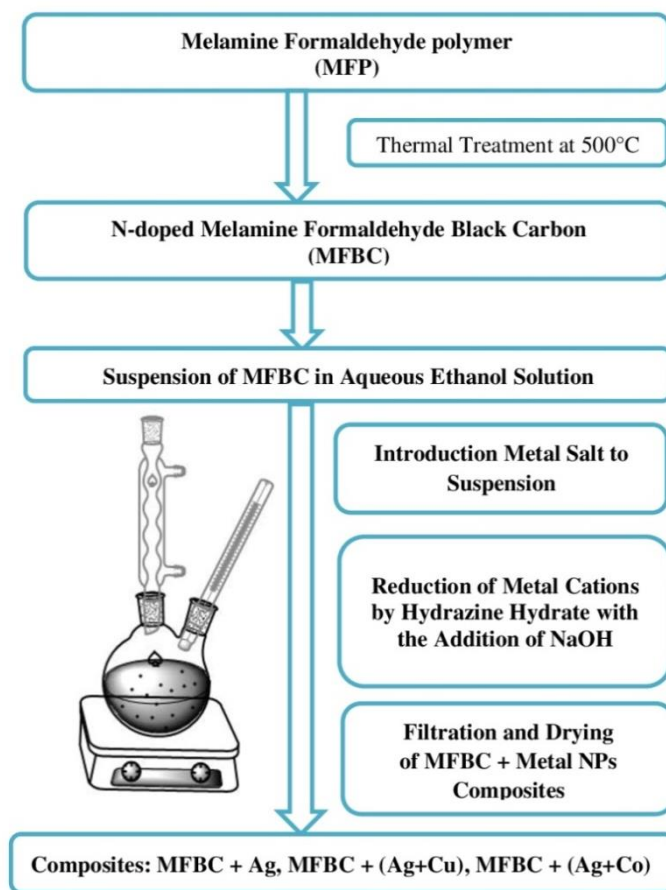 Melamine Formaldehyde polymer
(MFP)
Thermal Treatment at 500°C
N-doped Melamine Formaldehyde Black Carbon
(MFBC)
Suspension of MFBC in Aqueous Ethanol Solution
Introduction Metal Salt to
Suspension
Reduction of Metal Cations
by Hydrazine Hydrate with
the Addition of NaOH
Filtration and Drying
of MFBC + Metal NPs
Composites
Composites: MFBC + Ag, MFBC + (Ag+Cu), MFBC + (Ag+Co)